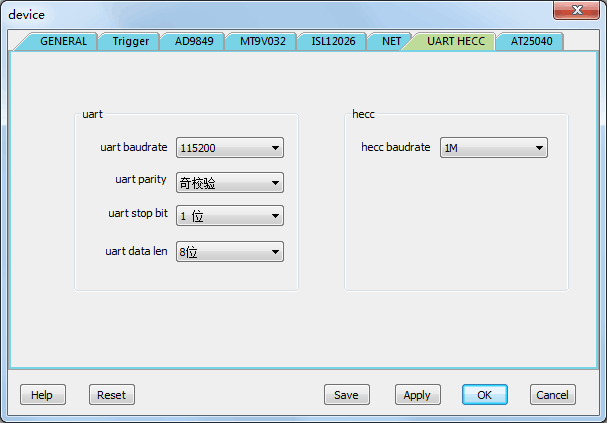 device
GENERAL Trigger AD9849 MT9V032 ISL12026 NET UART HECC AT25040
uart
uart baudrate 115200
uart parity 奇校验
uart stop bit 1 位
uart data len 8位
hecc
hecc baudrate 1M
Help Reset Save Apply OK Cancel